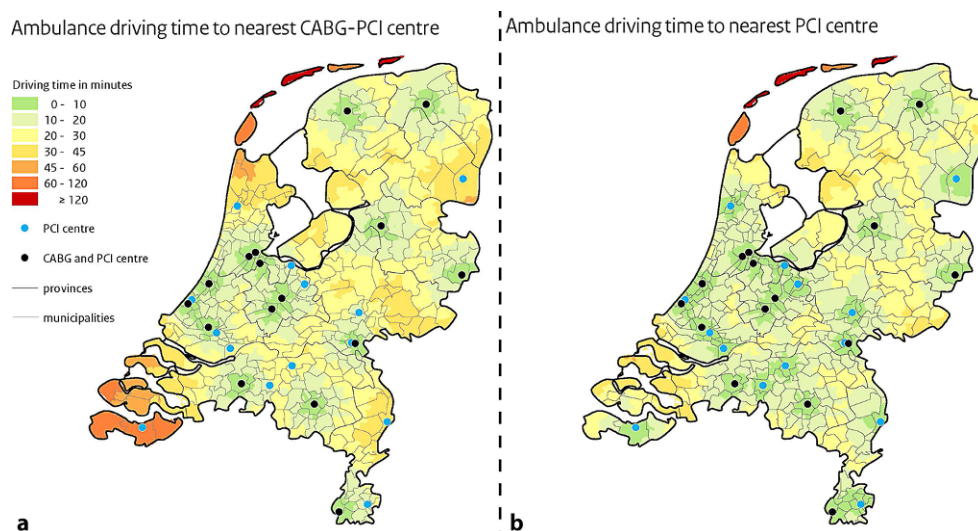 Ambulance driving time to nearest CABG-PCI centre
Driving time in minutes
0 - 10
10 - 20
20 - 30
30 - 45
45 - 60
60 - 120
≥ 120
PCI centre
CABG and PCI centre
provinces
municipalities
a
Ambulance driving time to nearest PCI centre
b